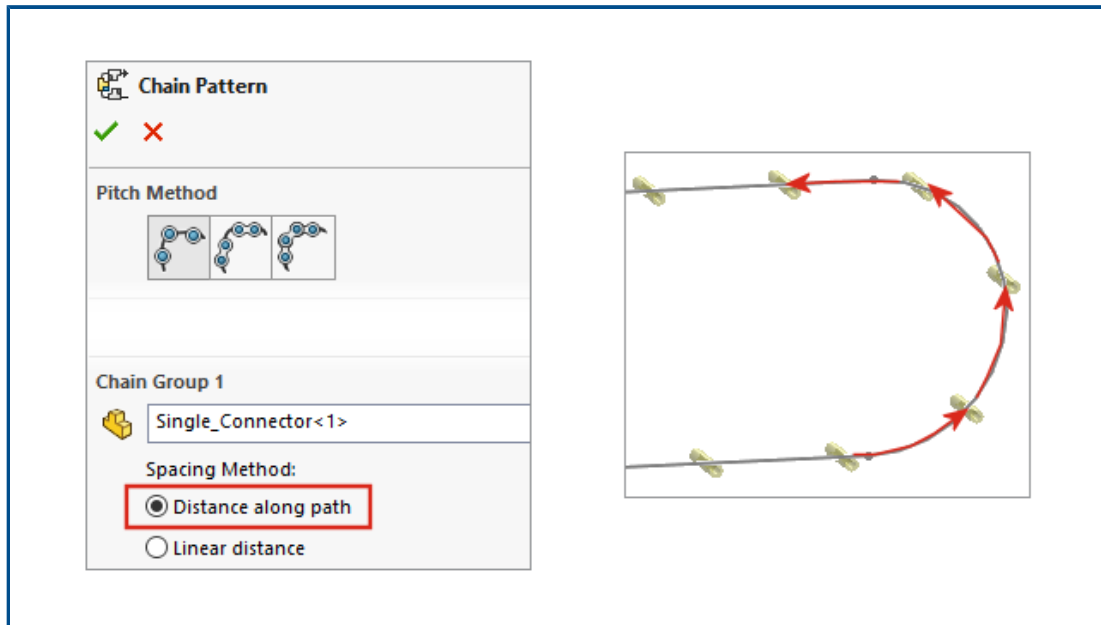 Chain Pattern
Pitch Method
Chain Group 1
Single_Connector<1>
Spacing Method:
Distance along path
Linear distance